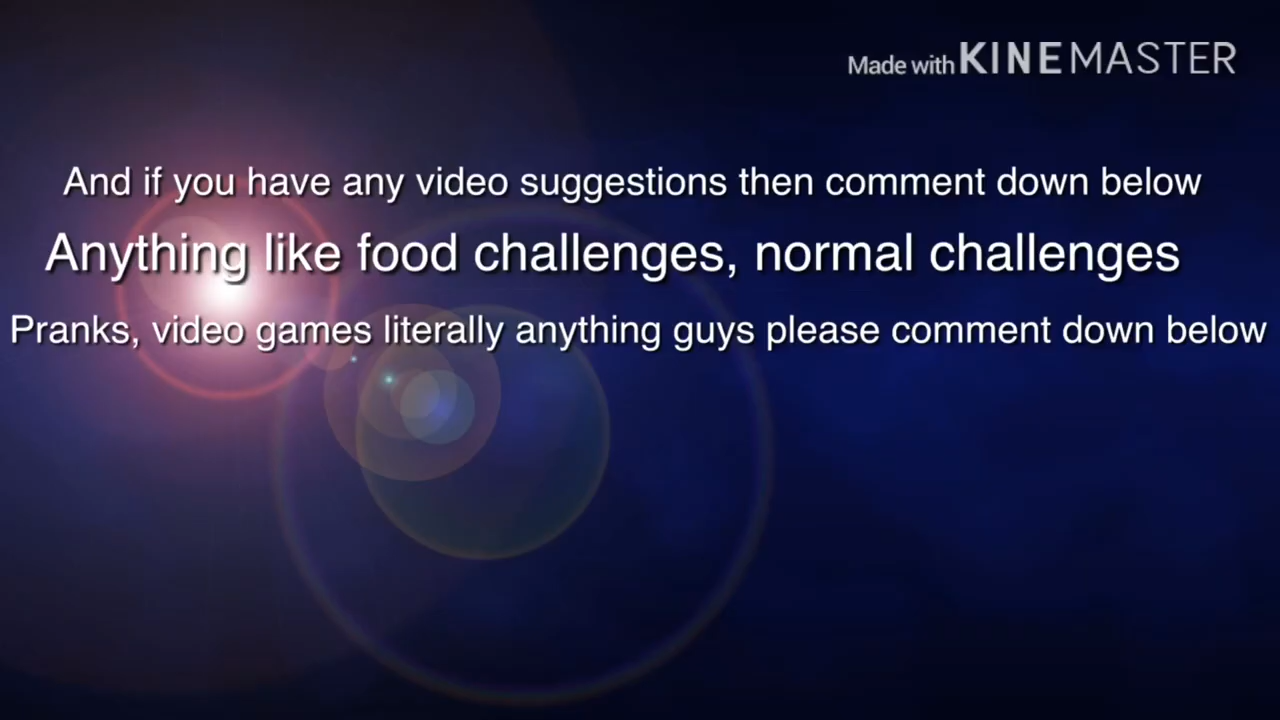 Made with KINEMASTER
And if you have any video suggestions then comment down below
Anything like food challenges, normal challenges
Pranks, video games literally anything guys please comment down below